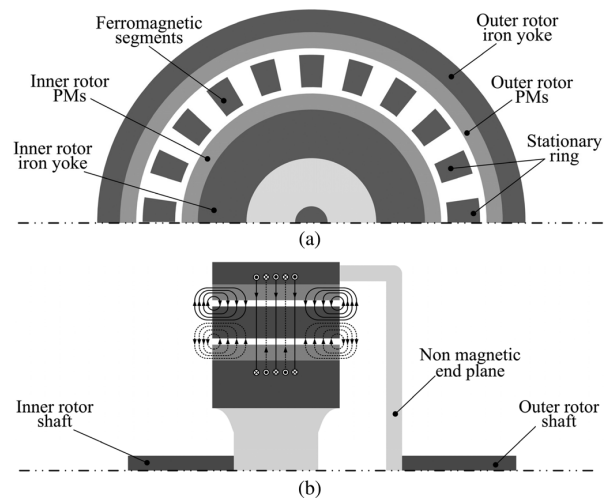 Ferromagnetic
segments
Outer rotor
iron yoke
Inner rotor
PMs
Outer rotor
PMs
Inner rotor
iron yoke
Stationary
ring
(a)
Non magnetic
end plane
Inner rotor
shaft
Outer rotor
shaft
(b)